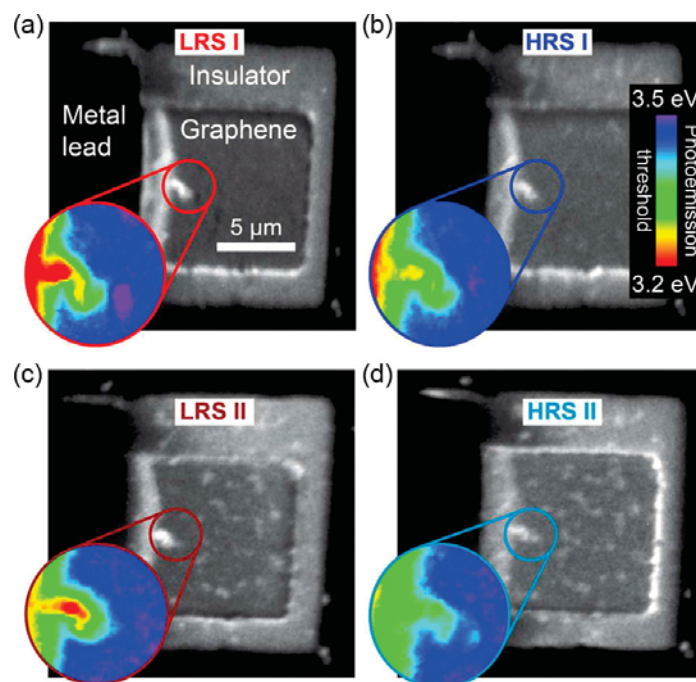 (a)
LRS I
Insulator
Metal
lead
Graphene
5 µm
(b)
HRS I
3.5 eV
Photoemission
threshold
3.2 eV
(c)
LRS II
(d)
HRS II